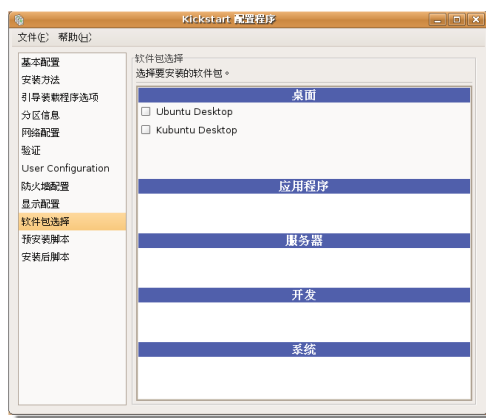 Kickstart 配置程序
文件(F) 帮助(H)
基本配置
安装方法
引导装载程序选项
分区信息
网络配置
验证
User Configuration
防火墙配置
显示配置
软件包选择
预安装脚本
安装后脚本
软件包选择
选择要安装的软件包。
桌面
Ubuntu Desktop
Kubuntu Desktop
应用程序
服务器
开发
系统